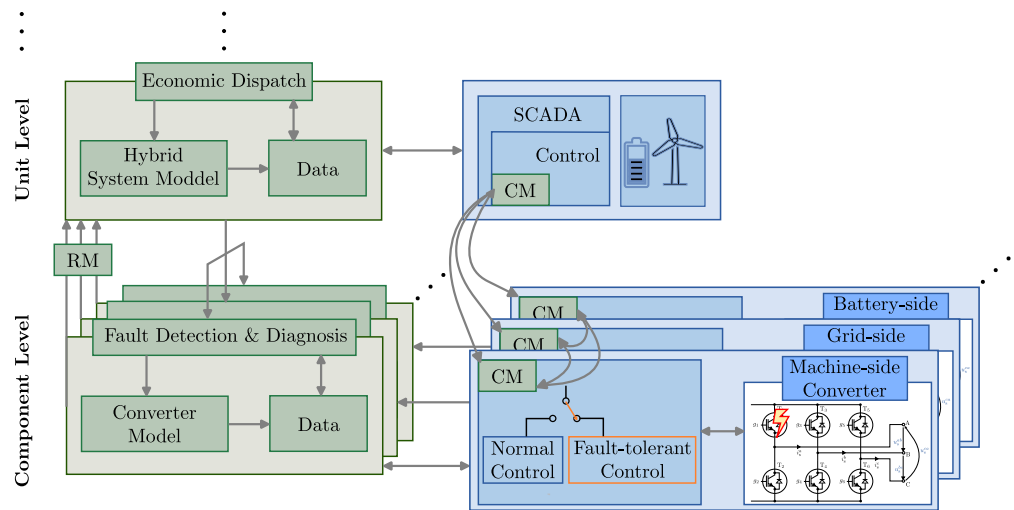 Unit Level
Economic Dispatch
Hybrid
System Moddel
Data
SCADA
Control
CM
RM
Component Level
Fault Detection & Diagnosis
Converter
Model
Data
CM
CM
CM
Battery-side
Grid-side
Machine-side
Converter
Normal
Control
Fault-tolerant
Control
A
B
C